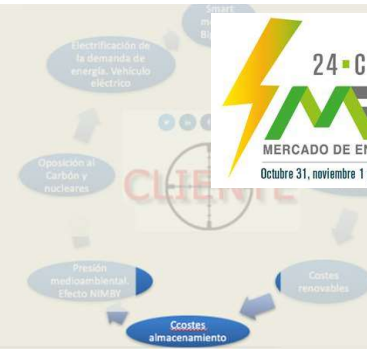 Smart
Electrificación de
la demanda de
energía. Vehículo
eléctrico
24 - C
MERCADO DE EN
Octubre 31, noviembre 1
Oposición al
Carbón y
nucleares
CLIENTE
Presión
medioambiental.
Efecto NIMBY
Costes
renovables
Ccostes
almacenamiento